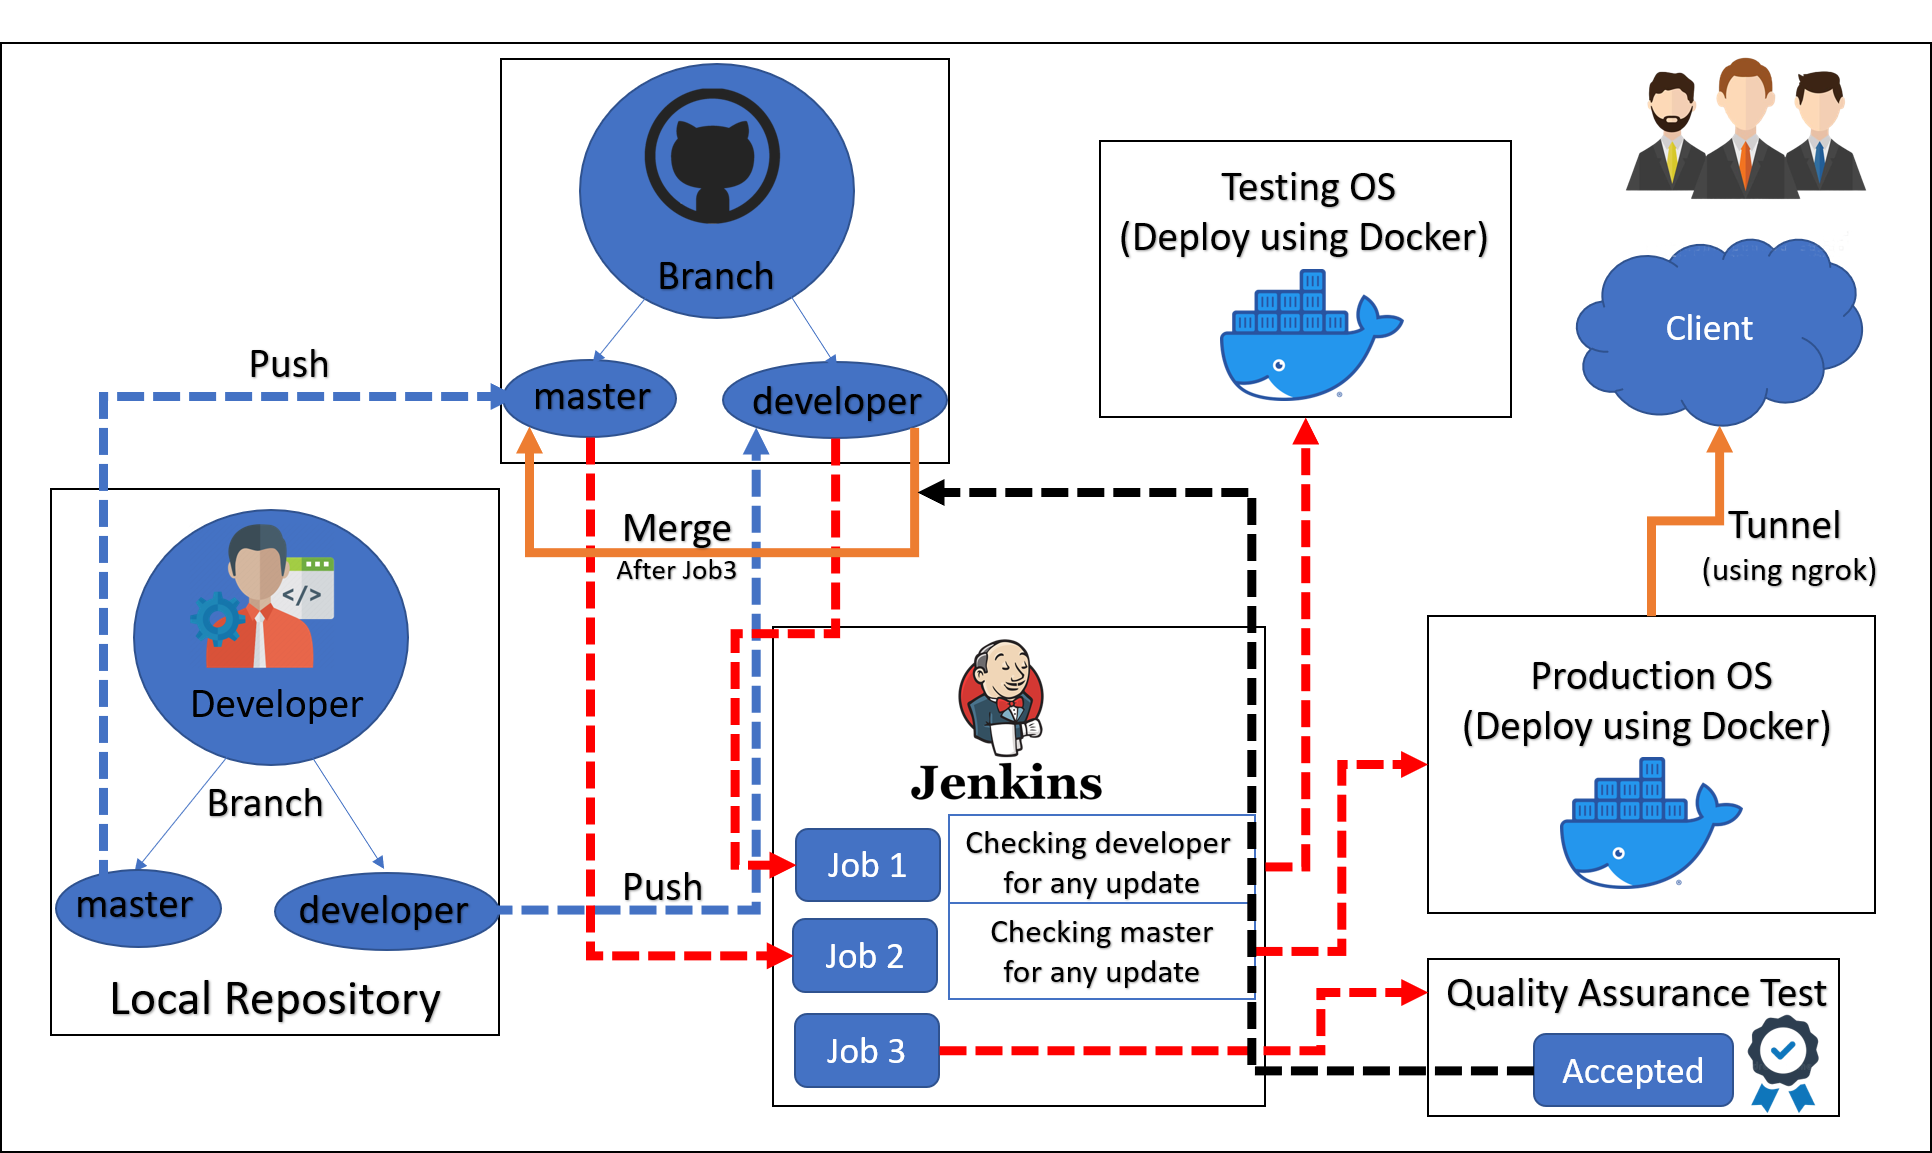 Branch
master
developer
Push
Merge
After Job3
Developer
Branch
master
developer
Local Repository
Push
Jenkins
Job 1
Checking developer
for any update
Job 2
Checking master
for any update
Job 3
Testing OS
(Deploy using Docker)
Client
Tunnel
(using ngrok)
Production OS
(Deploy using Docker)
Quality Assurance Test
Accepted